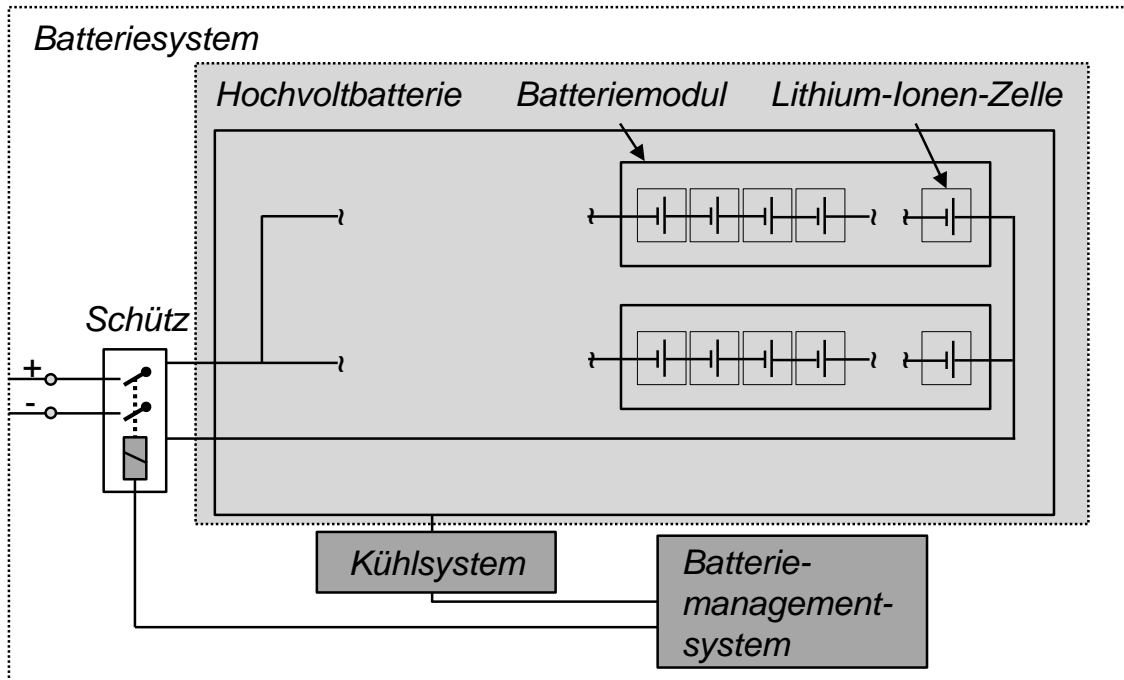 Batteriesystem
Hochvoltbatterie
Batteriemodul
Lithium-Ionen-Zelle
Schütz
+
-
Kühlsystem
Batterie-
management-
system